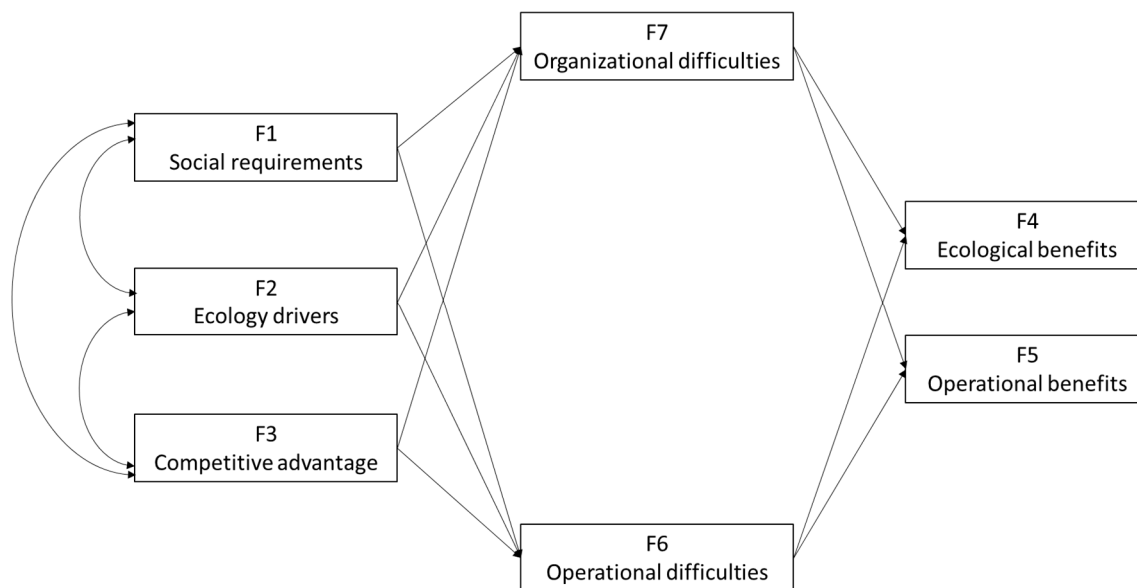 F7
Organizational difficulties
F1
Social requirements
F4
Ecological benefits
F2
Ecology drivers
F5
Operational benefits
F3
Competitive advantage
F6
Operational difficulties